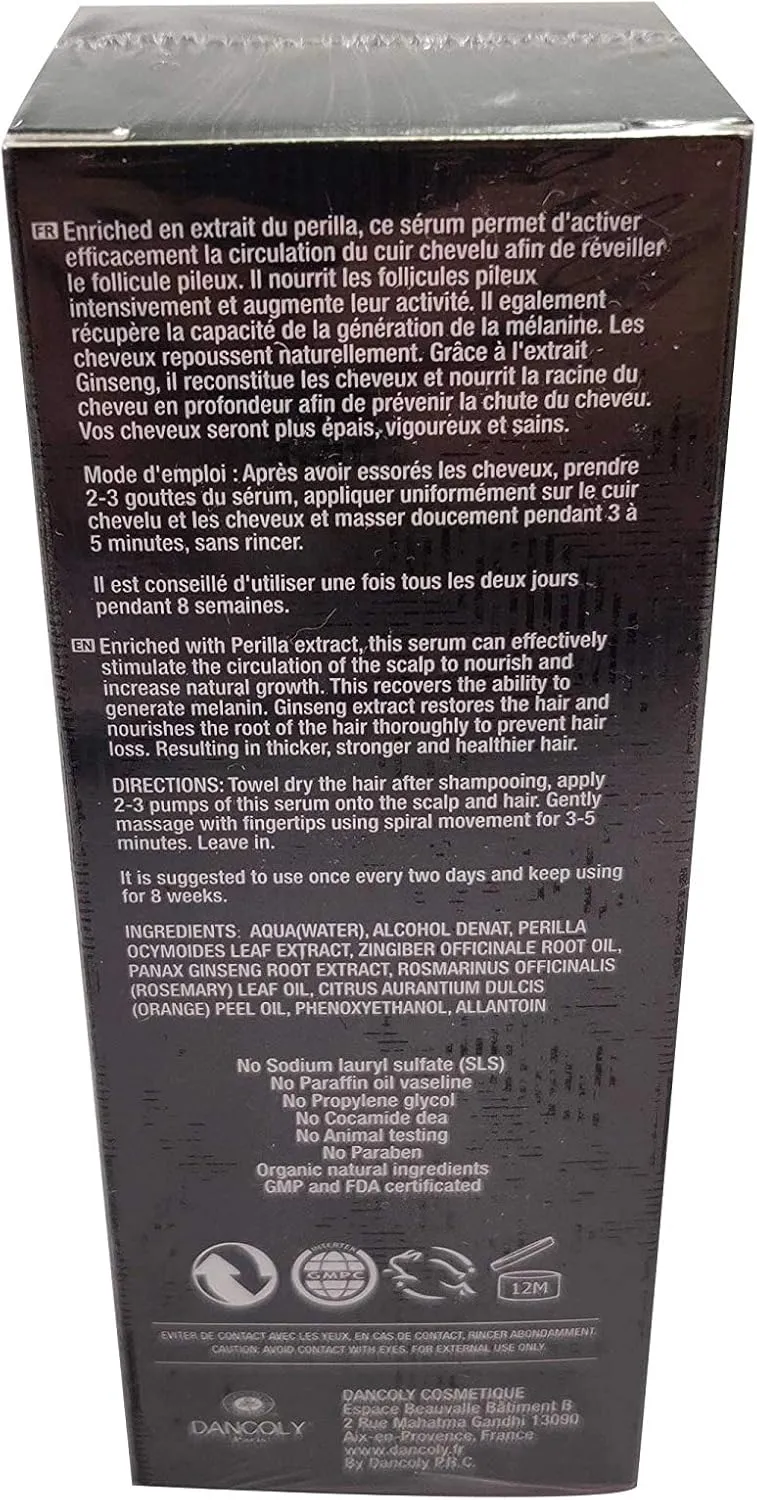 FR Enriched en extrait du perilla, ce sérum permet d'activer
efficacement la circulation du cuir chevelu afin de réveiller
le follicule pileux. Il nourrit les follicules pileux
intensivement et augmente leur activité. Il egalement
récupère la capacité de la génération de la mélanine. Les
cheveux repoussent naturellement. Grâce à l'extrait
Ginseng, il reconstitue les cheveux et nourrit la racine du
cheveu en profondeur afin de prévenir la chute du cheveu.
Vos cheveux seront plus épais, vigoureux et sains.
Mode d'emploi : Après avoir essorés les cheveux, prendre
2-3 gouttes du sérum, appliquer uniformément sur le cuir
chevelu et les cheveux et masser doucement pendant 3 à
5 minutes, sans rincer.
Il est conseillé d'utiliser une fois tous les deux jours
pendant 8 semaines.
EN Enriched with Perilla extract, this serum can effectively
stimulate the circulation of the scalp to nourish and
increase natural growth. This recovers the ability to
generate melanin. Ginseng extract restores the hair and
nourishes the root of the hair thoroughly to prevent hair
loss. Resulting in thicker, stronger and healthier hair.
DIRECTIONS: Towel dry the hair after shampooing, apply
2-3 pumps of this serum onto the scalp and hair. Gently
massage with fingertips using spiral movement for 3-5
minutes. Leave in.
It is suggested to use once every two days and keep using
for 8 weeks.
INGREDIENTS: AQUA(WATER), ALCOHOL DENAT, PERILLA
OCYMOIDES LEAF EXTRACT, ZINGIBER OFFICINALE ROOT OIL,
PANAX GINSENG ROOT EXTRACT, ROSMARINUS OFFICINALIS
(ROSEMARY) LEAF OIL, CITRUS AURANTIUM DULCIS
(ORANGE) PEEL OIL, PHENOXYETHANOL, ALLANTOIN
No Sodium lauryl sulfate (SLS)
No Paraffin oil vaseline
No Propylene glycol
No Cocamide dea
No Animal testing
No Paraben
Organic natural ingredients
GMP and FDA certificated
INTERTEK
GMPC
12M
EVITER DE CONTACT AVEC LES YEUX, EN CAS DE CONTACT, RINCER ABONDAMMENT
CAUTION: AVOID CONTACT WITH EYES. FOR EXTERNAL USE ONLY.
DANCOLY
DANCOLY COSMETIQUE
Espace Beauvalle Bâtiment B
2 Rue Mahatma Gandhi 13090
Aix-en-Provence, France
www.dancoly.fr
By Dancoly P.R.C.